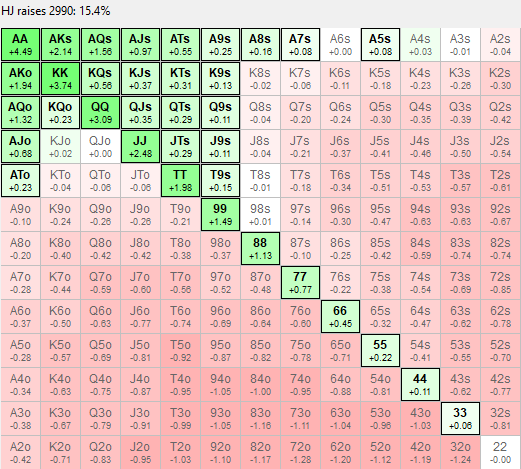 HJ raises 2990: 15.4%
AA AKs AQs AJs ATs A9s A8s A7s A6s A5s A4s A3s A2s
+4.49 +2.14 +1.56 +0.97 +0.55 +0.25 +0.16 +0.08 +0.00 +0.08 +0.03 -0.01 -0.04
AKo KK KQs KJs KTs K9s K8s K7s K6s K5s K4s K3s K2s
+1.94 +3.74 +0.56 +0.37 +0.31 +0.13 -0.02 -0.06 -0.11 -0.18 -0.23 -0.26 -0.30
AQo KQo QQ QJs QTs Q9s Q8s Q7s Q6s Q5s Q4s Q3s Q2s
+1.32 +0.23 +3.09 +0.35 +0.29 +0.11 -0.04 -0.20 -0.24 -0.30 -0.35 -0.39 -0.42
AJo KJo QJo JJ JTs J9s J8s J7s J6s J5s J4s J3s J2s
+0.68 +0.02 +0.00 +2.48 +0.29 +0.11 -0.04 -0.21 -0.37 -0.41 -0.46 -0.50 -0.54
ATo KTo QTo JTo TT T9s T8s T7s T6s T5s T4s T3s T2s
+0.23 -0.04 -0.06 -0.06 +1.98 +0.15 -0.01 -0.18 -0.34 -0.51 -0.53 -0.57 -0.61
A9o K9o Q9o J9o T9o 99 98s 97s 96s 95s 94s 93s 92s
-0.10 -0.24 -0.26 -0.26 -0.21 +1.49 -0.01 -0.14 -0.30 -0.47 -0.63 -0.63 -0.67
A8o K8o Q8o J8o T8o 98o 88 87s 86s 85s 84s 83s 82s
-0.20 -0.40 -0.42 -0.42 -0.38 -0.37 +1.13 -0.10 -0.25 -0.42 -0.59 -0.74 -0.74
A7o K7o Q7o J7o T7o 97o 87o 77 76s 75s 74s 73s 72s
-0.28 -0.44 -0.59 -0.60 -0.56 -0.52 -0.48 +0.77 -0.22 -0.38 -0.54 -0.69 -0.85
A6o K6o Q6o J6o T6o 96o 86o 76o 66 65s 64s 63s 62s
-0.37 -0.50 -0.63 -0.77 -0.74 -0.69 -0.64 -0.60 +0.45 -0.32 -0.47 -0.62 -0.78
A5o K5o Q5o J5o T5o 95o 85o 75o 65o 55 54s 53s 52s
-0.28 -0.57 -0.69 -0.81 -0.92 -0.87 -0.82 -0.78 -0.71 +0.22 -0.41 -0.55 -0.70
A4o K4o Q4o J4o T4o 94o 84o 74o 64o 54o 44 43s 42s
-0.34 -0.63 -0.75 -0.87 -0.95 -1.05 -1.00 -0.95 -0.88 -0.81 +0.11 -0.62 -0.77
A3o K3o Q3o J3o T3o 93o 83o 73o 63o 53o 43o 33 32s
-0.38 -0.67 -0.79 -0.91 -0.99 -1.05 -1.16 -1.11 -1.04 -0.96 -1.03 +0.06 -0.81
A2o K2o Q2o J2o T2o 92o 82o 72o 62o 52o 42o 32o 22
-0.42 -0.71 -0.83 -0.95 -1.03 -1.10 -1.17 -1.28 -1.20 -1.12 -1.19 -1.24 -0.00